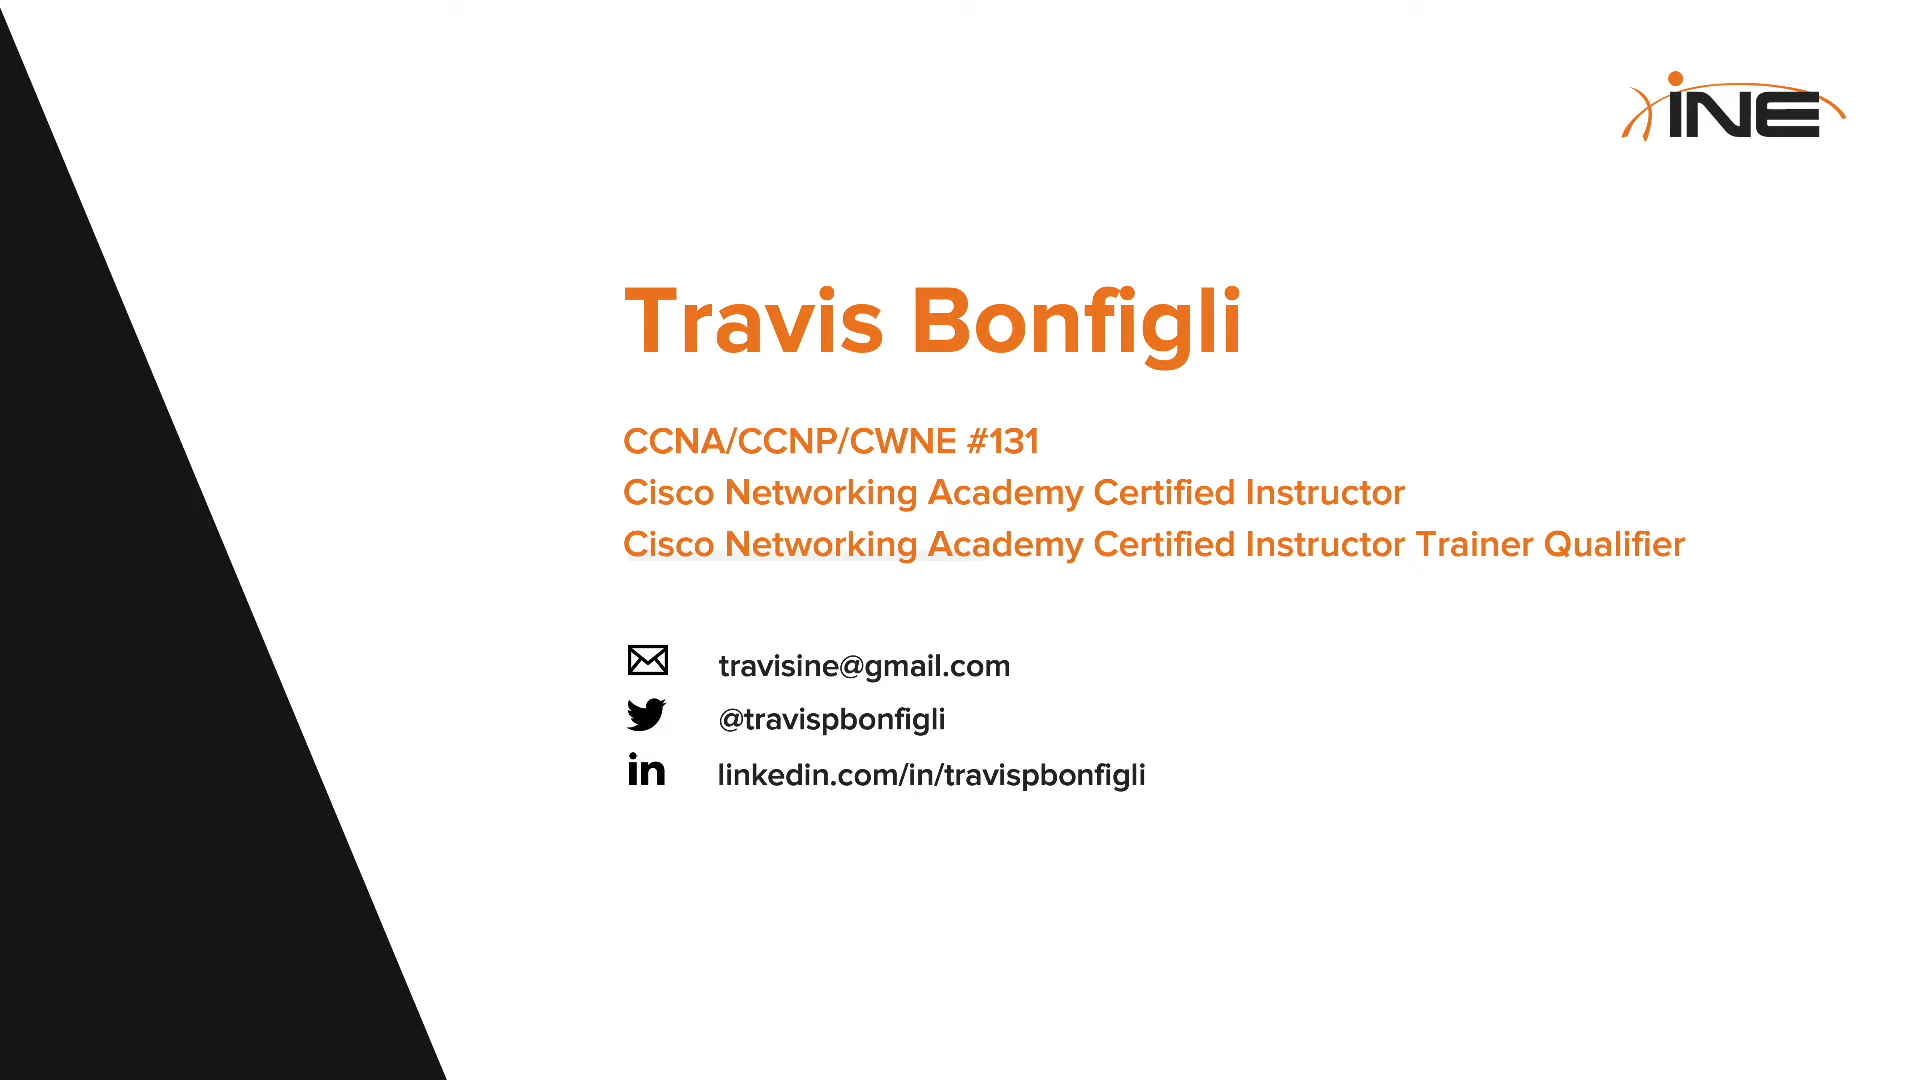 iNE
Travis Bonfigli
CCNA/CCNP/CWNE #131
Cisco Networking Academy Certified Instructor
Cisco Networking Academy Certified Instructor Trainer Qualifier
travisine@gmail.com
@travispbonfigli
in
linkedin.com/in/travispbonfigli